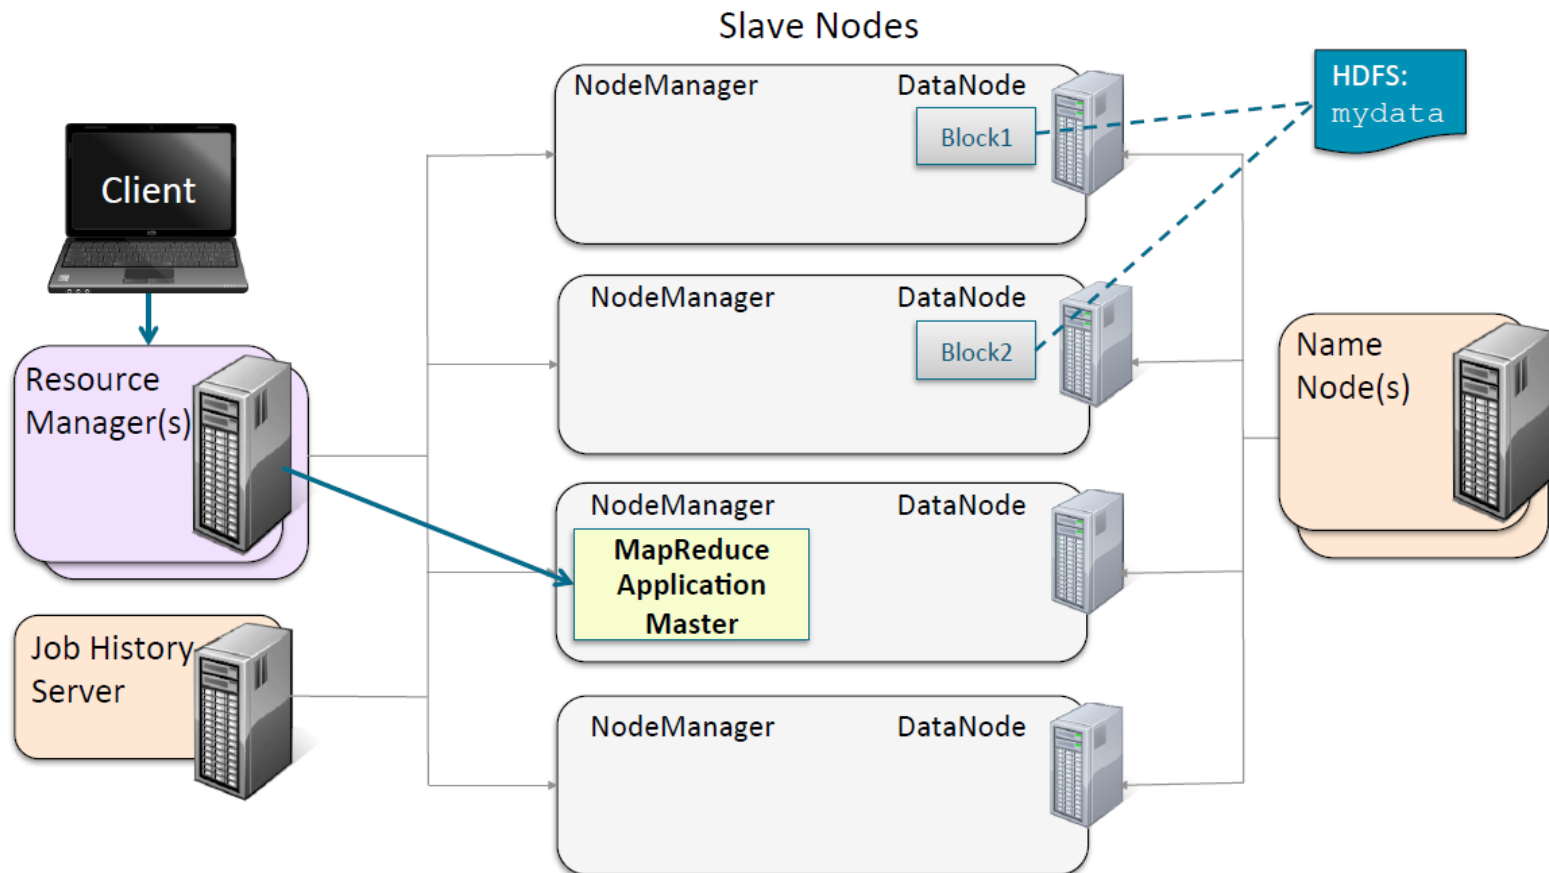 Slave Nodes
NodeManager
DataNode
Block1
HDFS:
mydata
Client
NodeManager
DataNode
Block2
Resource
Manager(s)
Name
Node(s)
NodeManager
DataNode
MapReduce
Application
Master
Job History
Server
NodeManager
DataNode